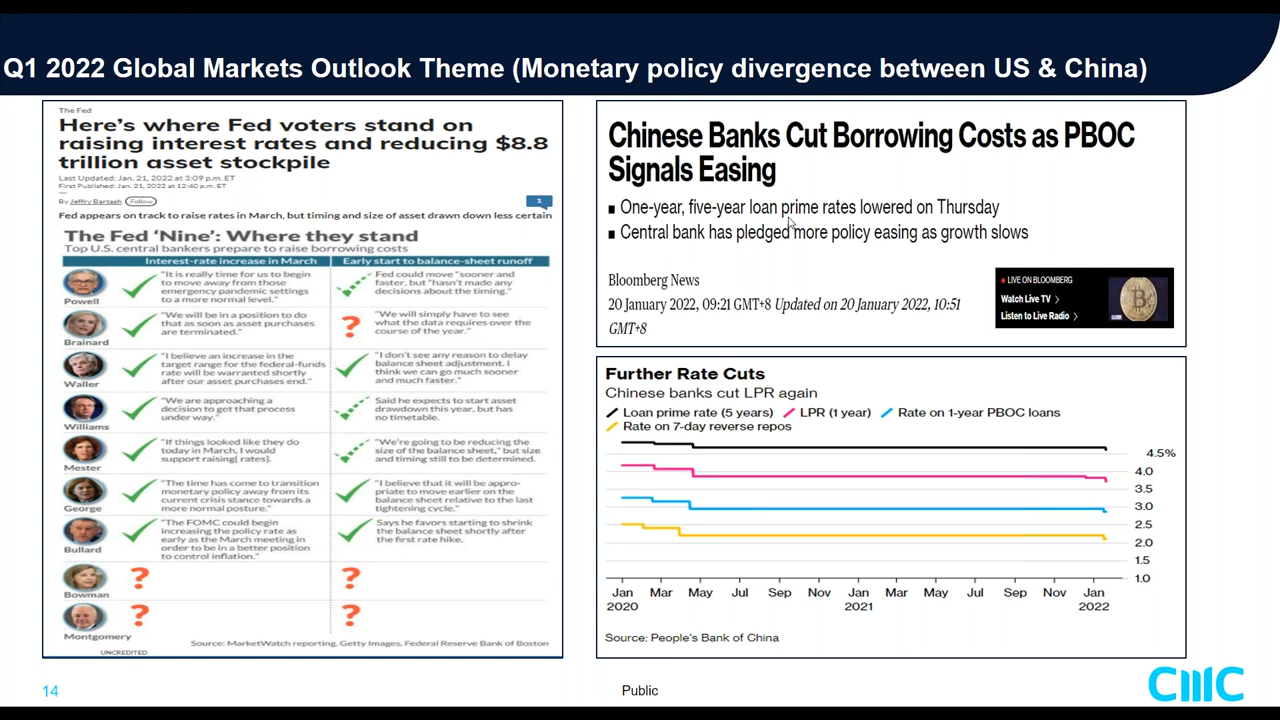 Q1 2022 Global Markets Outlook Theme (Monetary policy divergence between US & China)
The Fed
Here's where Fed voters stand on
raising interest rates and reducing $8.8
trillion asset stockpile
Last Updated: Jan. 21, 2022 at 3:09 p.m. ET
First Published: Jan. 21, 2022 at 12:40 p.m. ET
By Jeffry Bartash Follow
1
Fed appears on track to raise rates in March, but timing and size of asset drawn down less certain
The Fed 'Nine': Where they stand
Top U.S. central bankers prepare to raise borrowing costs
Interest-rate increase in March
Early start to balance-sheet runoff
Powell
"It is really time for us to begin
to move away from those
emergency pandemic settings
to a more normal level."
Fed could move "sooner and
faster, but "hasn't made any
decisions about the timing."
Brainard
"We will be in a position to do
that as soon as asset purchases
are terminated."
?
"We will simply have to see
what the data requires over the
course of the year."
Waller
"I believe an increase in the
target range for the federal-funds
rate will be warranted shortly
after our asset purchases end."
"I don't see any reason to delay
balance sheet adjustment. I
think we can go much sooner
and much faster."
Williams
"We are approaching a
decision to get that process
under way."
Said he expects to start asset
drawdown this year, but has
no timetable.
Mester
"If things looked like they do
today in March, I would
support raising[ rates].
"We're going to be reducing the
size of the balance sheet," but size
and timing still to be determined.
George
"The time has come to transition
monetary policy away from its
current crisis stance towards a
more normal posture."
"I believe that it will be appro-
priate to move earlier on the
balance sheet relative to the last
tightening cycle."
Bullard
"The FOMC could begin
increasing the policy rate as
early as the March meeting in
order to be in a better position
to control inflation."
Says he favors starting to shrink
the balance sheet shortly after
the first rate hike.
Bowman
?
?
Montgomery
?
?
Source: MarketWatch reporting, Getty Images, Federal Reserve Bank of Boston
UNCREDITED
Chinese Banks Cut Borrowing Costs as PBOC
Signals Easing
One-year, five-year loan prime rates lowered on Thursday
Central bank has pledged more policy easing as growth slows
Bloomberg News
20 January 2022, 09:21 GMT+8 Updated on 20 January 2022, 10:51
GMT+8
LIVE ON BLOOMBERG
Watch Live TV >
Listen to Live Radio >
Further Rate Cuts
Chinese banks cut LPR again
Loan prime rate (5 years) LPR (1 year) Rate on 1-year PBOC loans
Rate on 7-day reverse repos
4.5%
4.0
3.5
3.0
2.5
2.0
1.5
1.0
Jan Mar May Jul Sep Nov Jan Mar May Jul Sep Nov Jan
2020 2021 2022
Source: People's Bank of China
14
Public
CMC